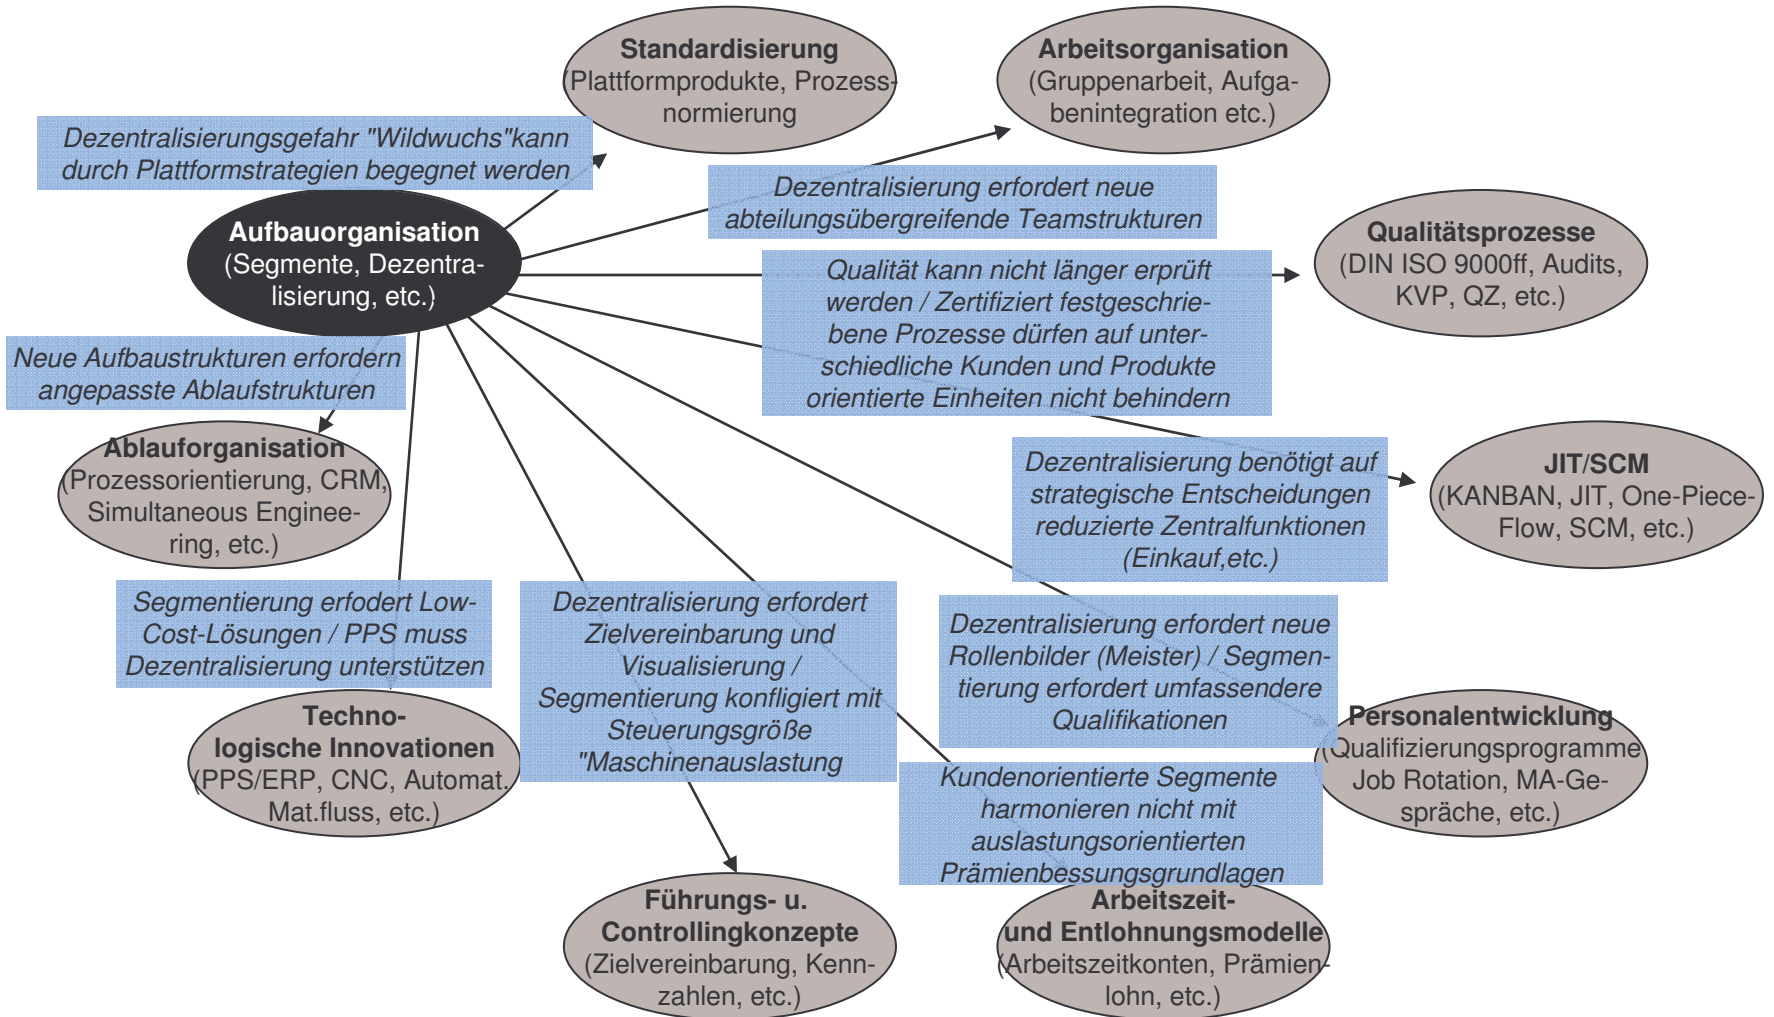 Standardisierung
(Plattformprodukte, Prozess-
normierung
Arbeitsorganisation
(Gruppenarbeit, Aufga-
benintegration etc.)
Dezentralisierungsgefahr "Wildwuchs"kann
durch Plattformstrategien begegnet werden
Dezentralisierung erfordert neue
abteilungsübergreifende Teamstrukturen
Aufbauorganisation
(Segmente, Dezentra-
lisierung, etc.)
Qualitätsprozesse
(DIN ISO 9000ff, Audits,
KVP, QZ, etc.)
Qualität kann nicht länger erprüft
werden / Zertifiziert festgeschrie-
bene Prozesse dürfen auf unter-
schiedliche Kunden und Produkte
orientierte Einheiten nicht behindern
Neue Aufbaustrukturen erfordern
angepasste Ablaufstrukturen
Ablauforganisation
(Prozessorientierung, CRM,
Simultaneous Enginee-
ring, etc.)
Dezentralisierung benötigt auf
strategische Entscheidungen
reduzierte Zentralfunktionen
(Einkauf,etc.)
JIT/SCM
(KANBAN, JIT, One-Piece-
Flow, SCM, etc.)
Segmentierung erfodert Low-
Cost-Lösungen / PPS muss
Dezentralisierung unterstützen
Dezentralisierung erfordert
Zielvereinbarung und
Visualisierung /
Segmentierung konfligiert mit
Steuerungsgröße
"Maschinenauslastung
Dezentralisierung erfordert neue
Rollenbilder (Meister) / Segmen-
tierung erfordert umfassendere
Qualifikationen
Techno-
logische Innovationen
(PPS/ERP, CNC, Automat.
Mat.fluss, etc.)
Personalentwicklung
(Qualifizierungsprogramme
Job Rotation, MA-Ge-
spräche, etc.)
Kundenorientierte Segmente
harmonieren nicht mit
auslastungsorientierten
Prämienbessungsgrundlagen
Führungs- u.
Controllingkonzepte
(Zielvereinbarung, Kenn-
zahlen, etc.)
Arbeitszeit-
und Entlohnungsmodelle
(Arbeitszeitkonten, Prämien-
lohn, etc.)